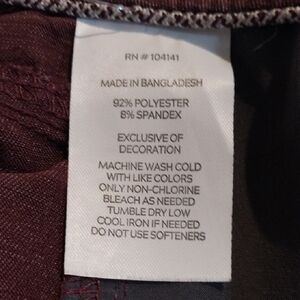 RN # 104141
MADE IN BANGLADESH
92% POLYESTER
8% SPANDEX
EXCLUSIVE OF
DECORATION
MACHINE WASH COLD
WITH LIKE COLORS
ONLY NON-CHLORINE
BLEACH AS NEEDED
TUMBLE DRY LOW
COOL IRON IF NEEDED
DO NOT USE SOFTENERS